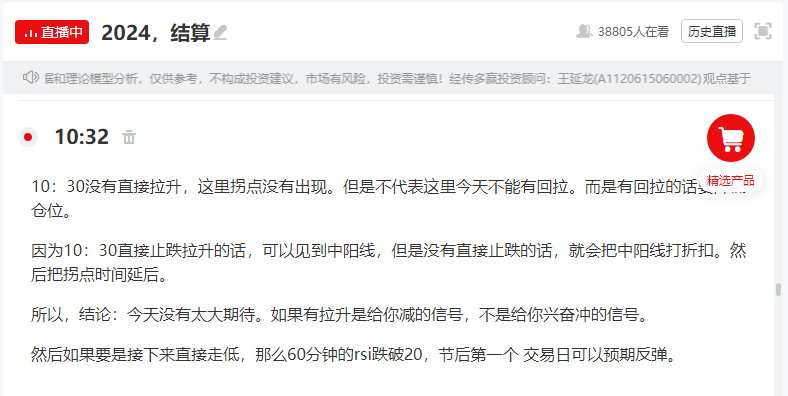 直播中 2024，结算 38805人在看 历史直播
和理论模型分析，仅供参考，不构成投资建议，市场有风险，投资需谨慎！经传多赢投资顾问：王延龙(A1120615060002)观点基于
10:32
10：30没有直接拉升，这里拐点没有出现。但是不代表这里今天不能有回拉。而是有回拉的话
精选产品
仓位。
因为10：30直接止跌拉升的话，可以见到中阳线，但是没有直接止跌的话，就会把中阳线打折扣。然
后把拐点时间延后。
所以，结论：今天没有太大期待。如果有拉升是给你减的信号，不是给你兴奋冲的信号。
然后如果要是接下来直接走低，那么60分钟的rsi跌破20，节后第一个 交易日可以预期反弹。